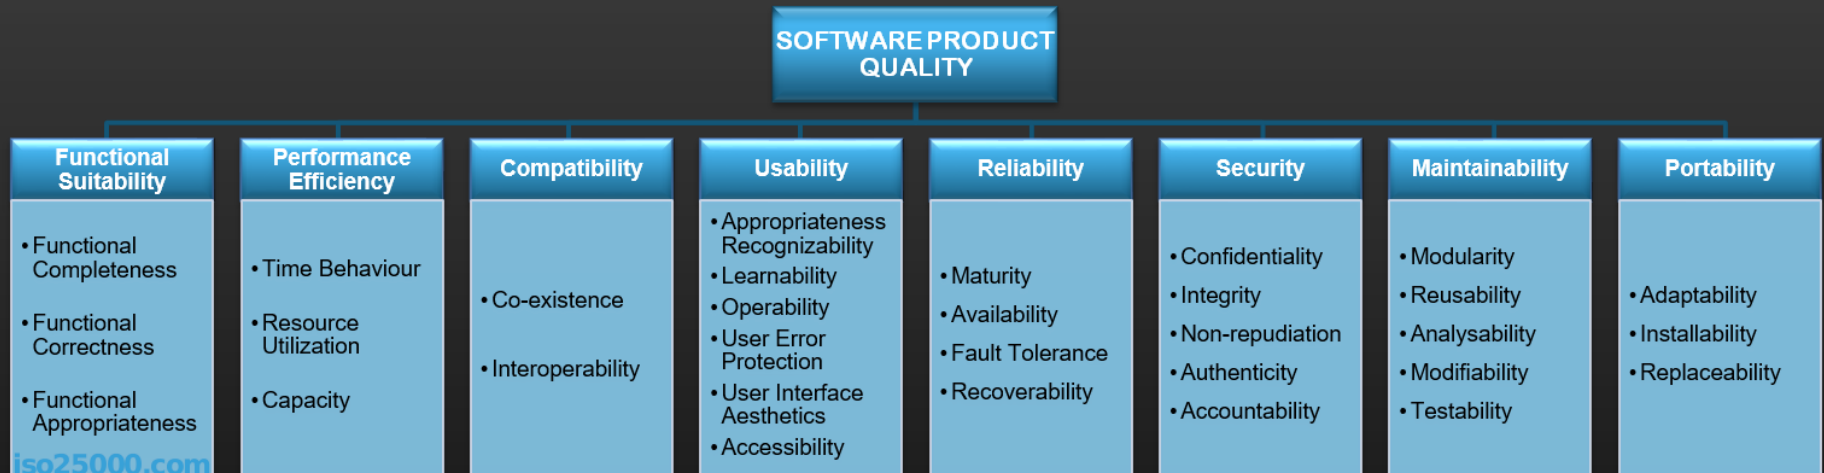 SOFTWARE PRODUCT
QUALITY
Functional
Suitability
• Functional
Completeness
• Functional
Correctness
• Functional
Appropriateness
Performance
Efficiency
• Time Behaviour
• Resource
Utilization
• Capacity
Compatibility
• Co-existence
• Interoperability
Usability
• Appropriateness
Recognizability
• Learnability
• Operability
• User Error
Protection
• User Interface
Aesthetics
• Accessibility
Reliability
• Maturity
• Availability
• Fault Tolerance
• Recoverability
Security
• Confidentiality
• Integrity
• Non-repudiation
• Authenticity
• Accountability
Maintainability
• Modularity
• Reusability
• Analysability
• Modifiability
• Testability
Portability
• Adaptability
• Installability
• Replaceability
iso25000.com